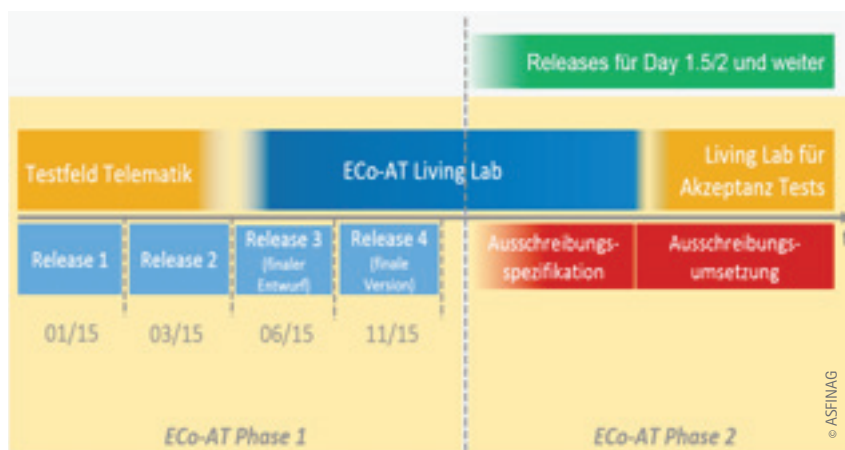 Releases für Day 1.5/2 und weiter
Testfeld Telematik
ECo-AT Living Lab
Living Lab für
Akzeptanz Tests
Release 1
Release 2
Release 3
(finaler
Entwurf)
Release 4
(finale
Version)
Ausschreibungs-
spezifikation
Ausschreibungs-
umsetzung
t
01/15
03/15
06/15
11/15
ECo-AT Phase 1
ECo-AT Phase 2
© ASFINAG